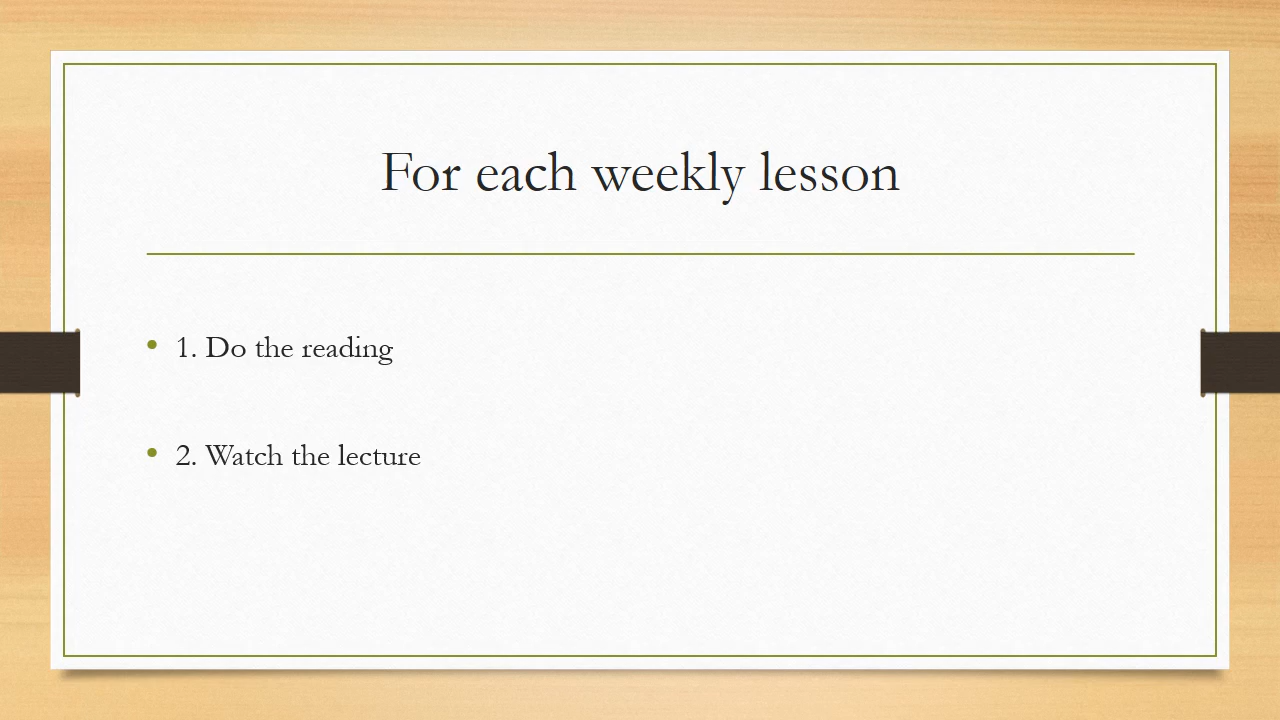 For each weekly lesson
• 1. Do the reading
• 2. Watch the lecture